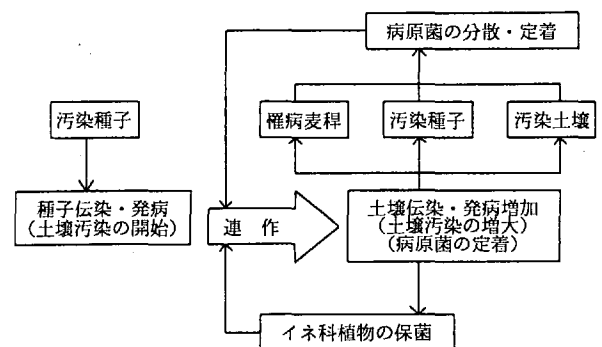 病原菌の分散・定着
汚染種子
罹病麦稈
汚染種子
汚染土壌
種子伝染・発病
（土壌汚染の開始）
連 作
土壌伝染・発病増加
（土壌汚染の増大）
（病原菌の定着）
イネ科植物の保菌